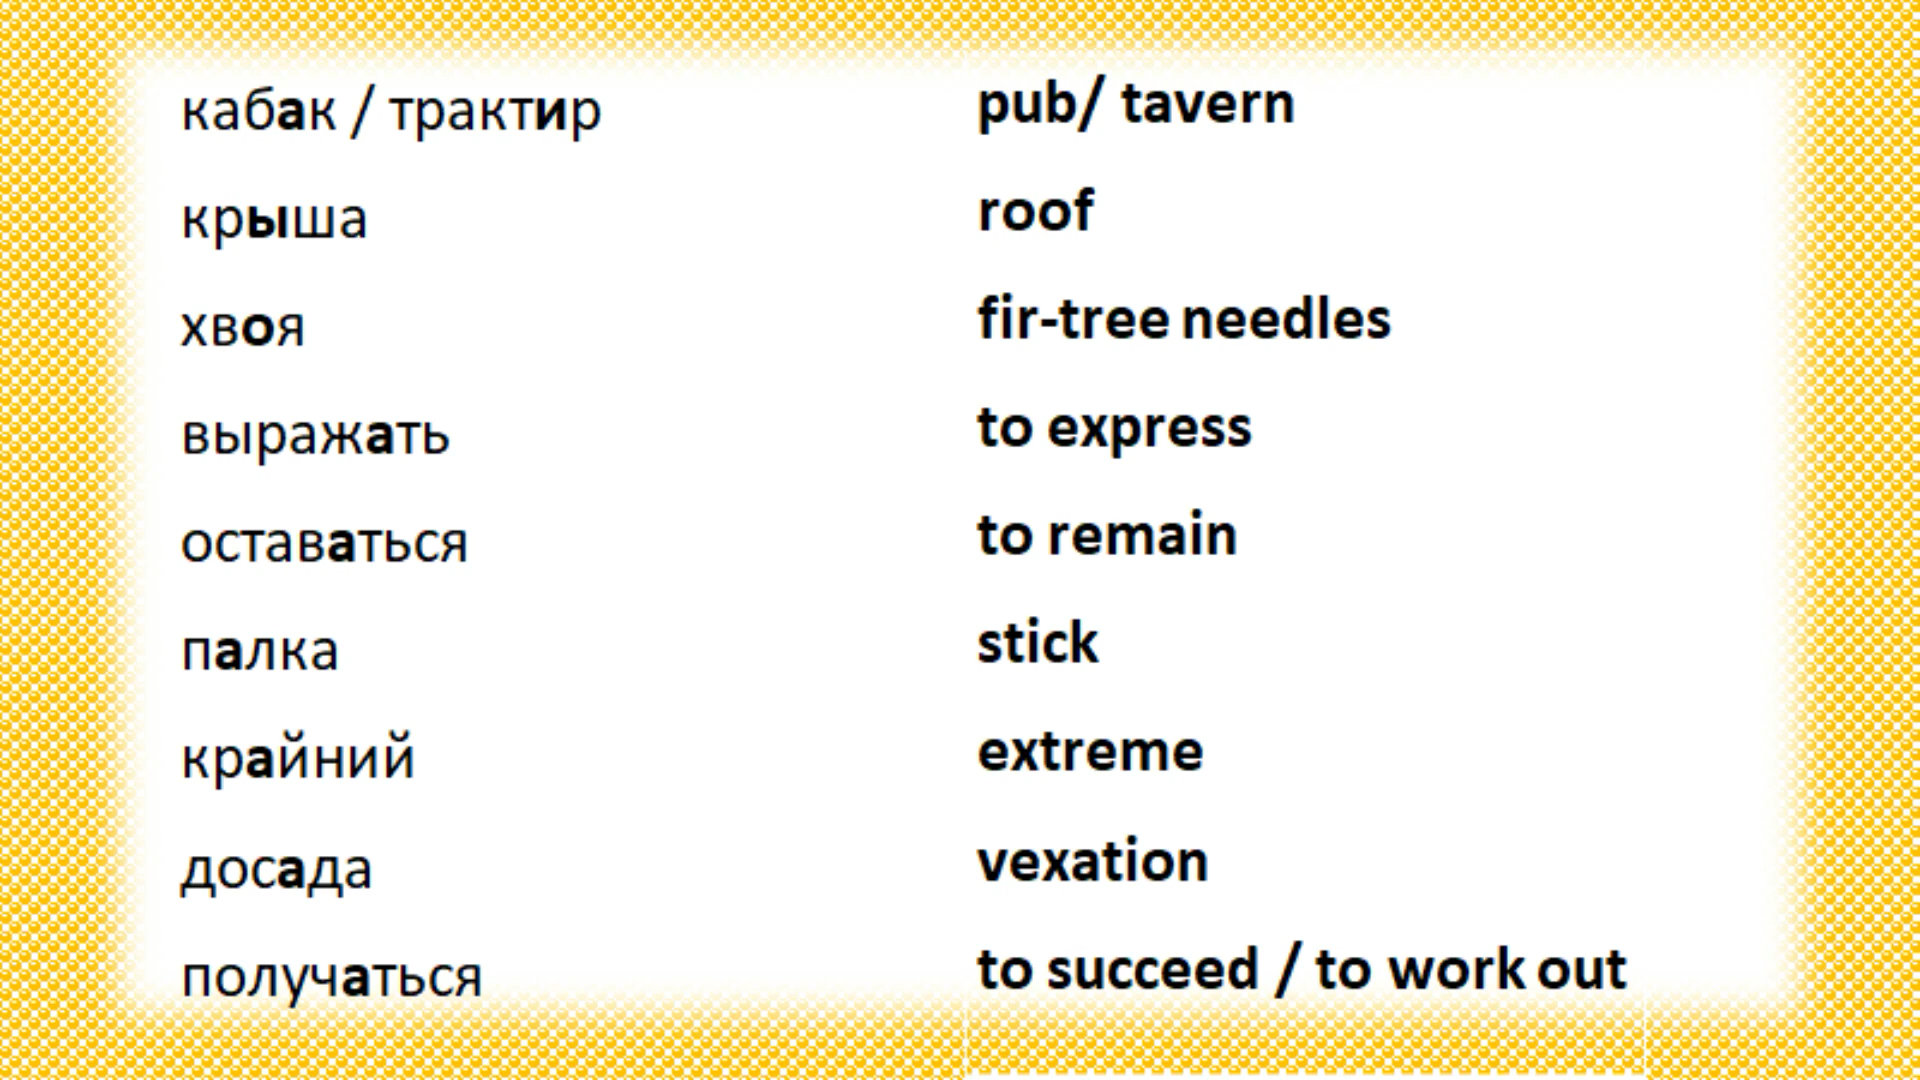 кабак / трактир pub/ tavern
крыша roof
хвоя fir-tree needles
выражать to express
оставаться to remain
палка stick
крайний extreme
досада vexation
получаться to succeed / to work out